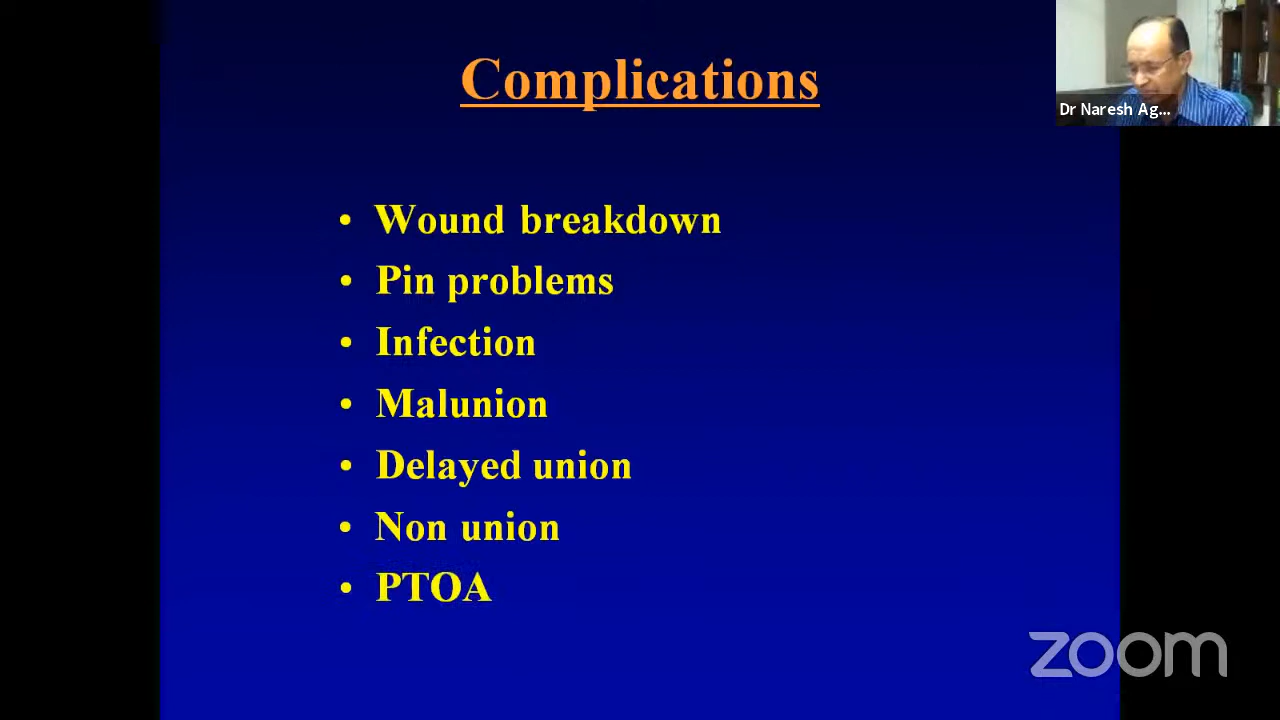 Complications
Dr Naresh Ag...
• Wound breakdown
• Pin problems
• Infection
• Malunion
• Delayed union
• Non union
• PTOA
zoom